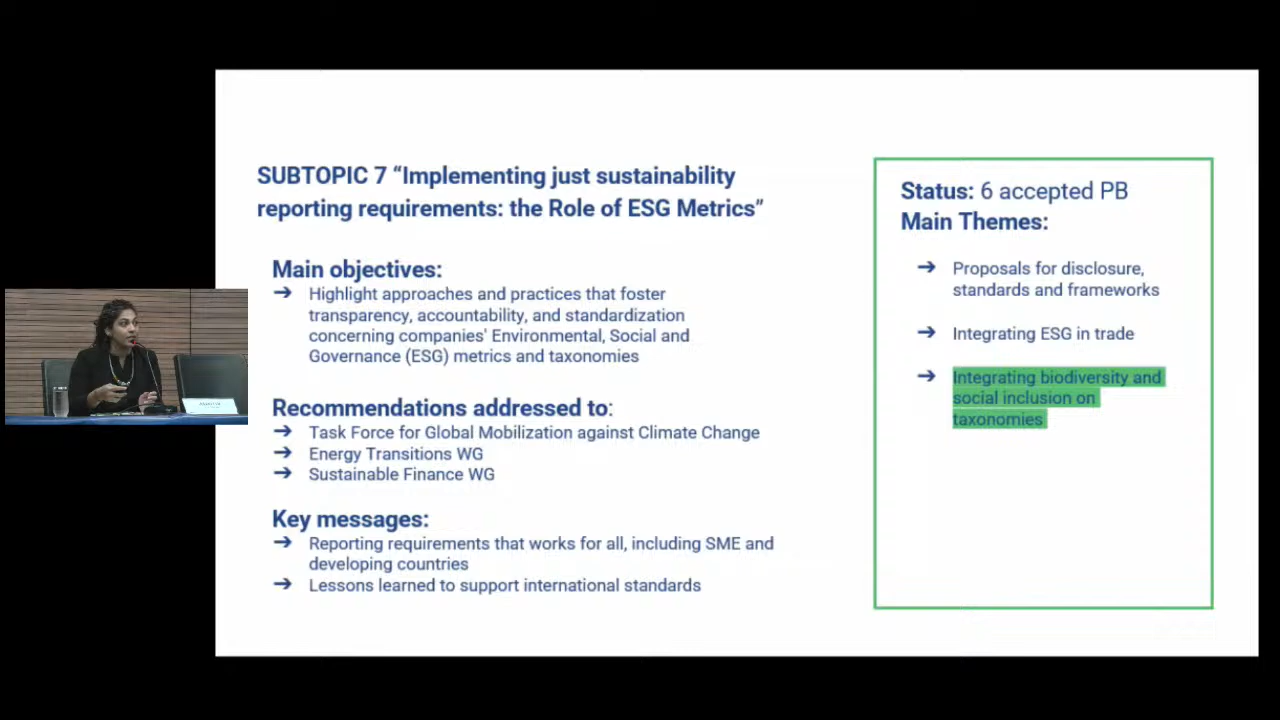 SUBTOPIC 7 “Implementing just sustainability
reporting requirements: the Role of ESG Metrics”
Main objectives:
➔ Highlight approaches and practices that foster
transparency, accountability, and standardization
concerning companies' Environmental, Social and
Governance (ESG) metrics and taxonomies
Recommendations addressed to:
➔ Task Force for Global Mobilization against Climate Change
➔ Energy Transitions WG
➔ Sustainable Finance WG
Key messages:
➔ Reporting requirements that works for all, including SME and
developing countries
➔ Lessons learned to support international standards
Status: 6 accepted PB
Main Themes:
➔ Proposals for disclosure,
standards and frameworks
➔ Integrating ESG in trade
➔ Integrating biodiversity and
social inclusion on
taxonomies